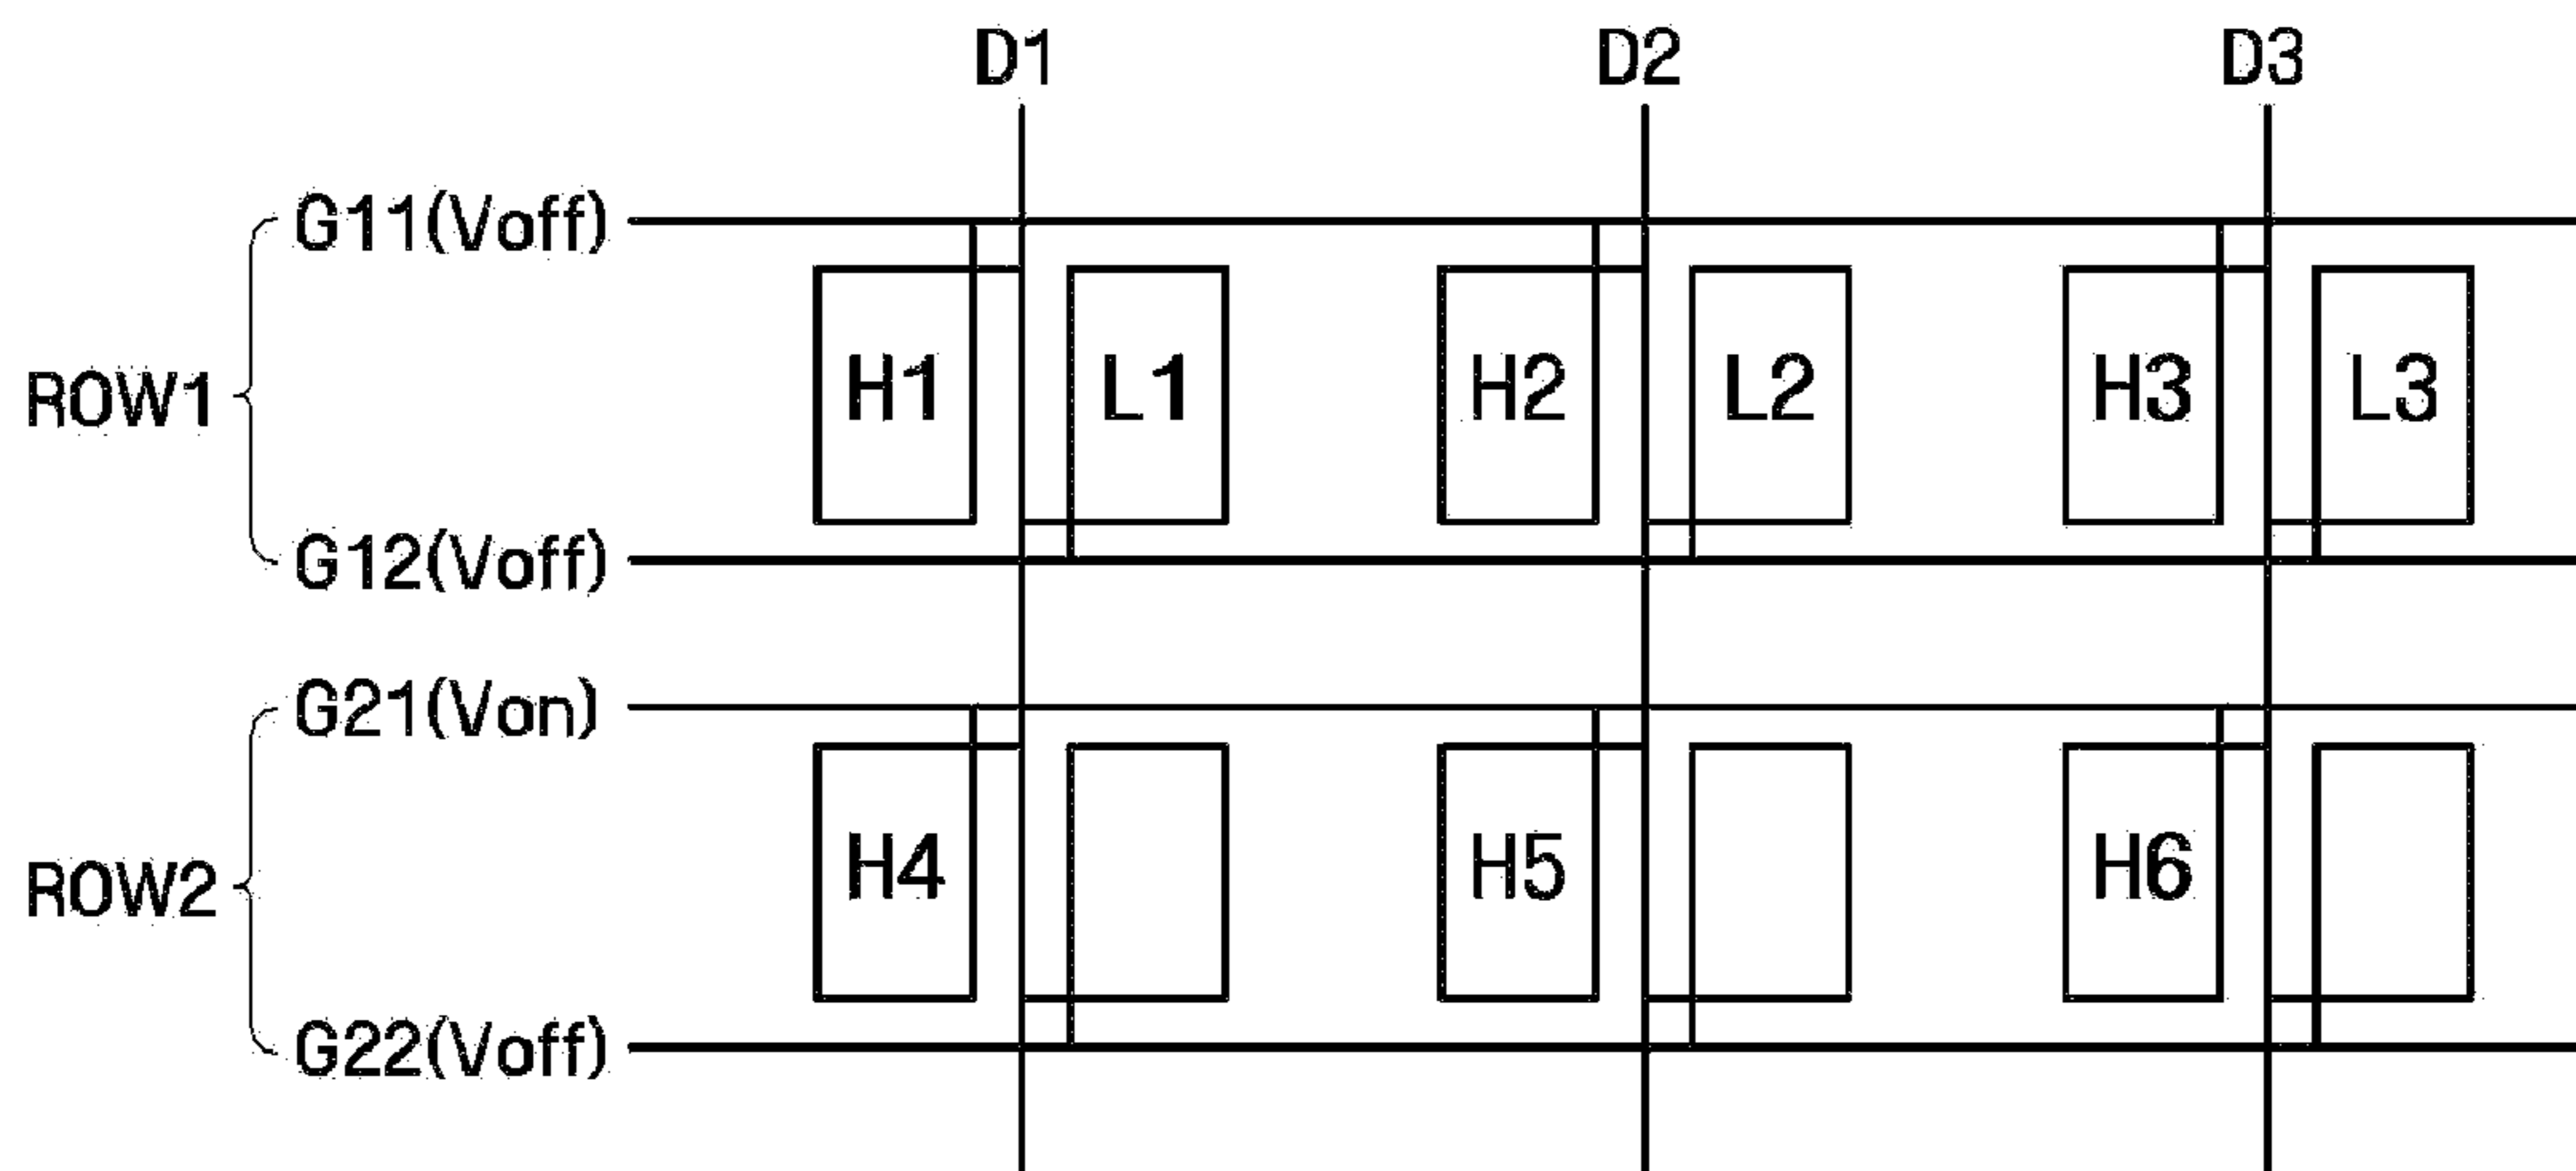 D1 D2 D3
G11(Voff)
H1 L1 H2 L2 H3 L3
ROW1
G12(Voff)
G21(Von)
H4 H5 H6
ROW2
G22(Voff)